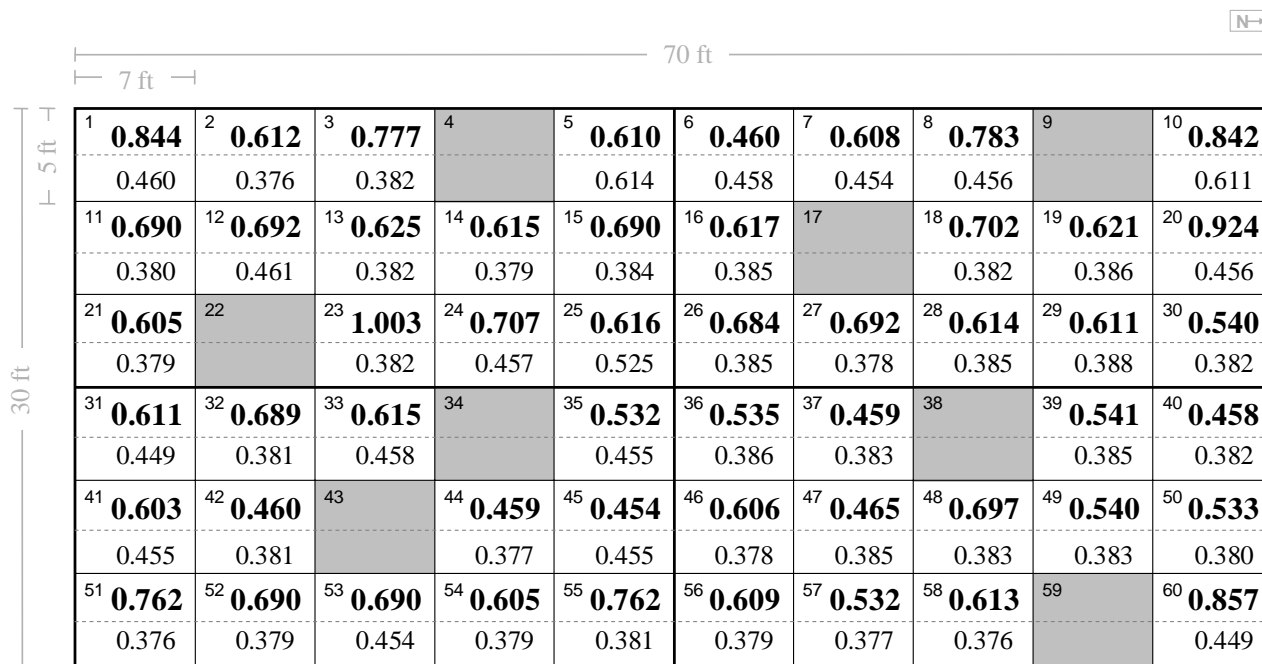 N
70 ft
7 ft
5 ft
30 ft
1 0.844 2 0.612 3 0.777 4 5 0.610 6 0.460 7 0.608 8 0.783 9 10 0.842
0.460 0.376 0.382 0.614 0.458 0.454 0.456 0.611
11 0.690 12 0.692 13 0.625 14 0.615 15 0.690 16 0.617 17 18 0.702 19 0.621 20 0.924
0.380 0.461 0.382 0.379 0.384 0.385 0.382 0.386 0.456
21 0.605 22 23 1.003 24 0.707 25 0.616 26 0.684 27 0.692 28 0.614 29 0.611 30 0.540
0.379 0.382 0.457 0.525 0.385 0.378 0.385 0.388 0.382
31 0.611 32 0.689 33 0.615 34 35 0.532 36 0.535 37 0.459 38 39 0.541 40 0.458
0.449 0.381 0.458 0.455 0.386 0.383 0.385 0.382
41 0.603 42 0.460 43 44 0.459 45 0.454 46 0.606 47 0.465 48 0.697 49 0.540 50 0.533
0.455 0.381 0.377 0.455 0.378 0.385 0.383 0.383 0.380
51 0.762 52 0.690 53 0.690 54 0.605 55 0.762 56 0.609 57 0.532 58 0.613 59 60 0.857
0.376 0.379 0.454 0.379 0.381 0.379 0.377 0.376 0.449